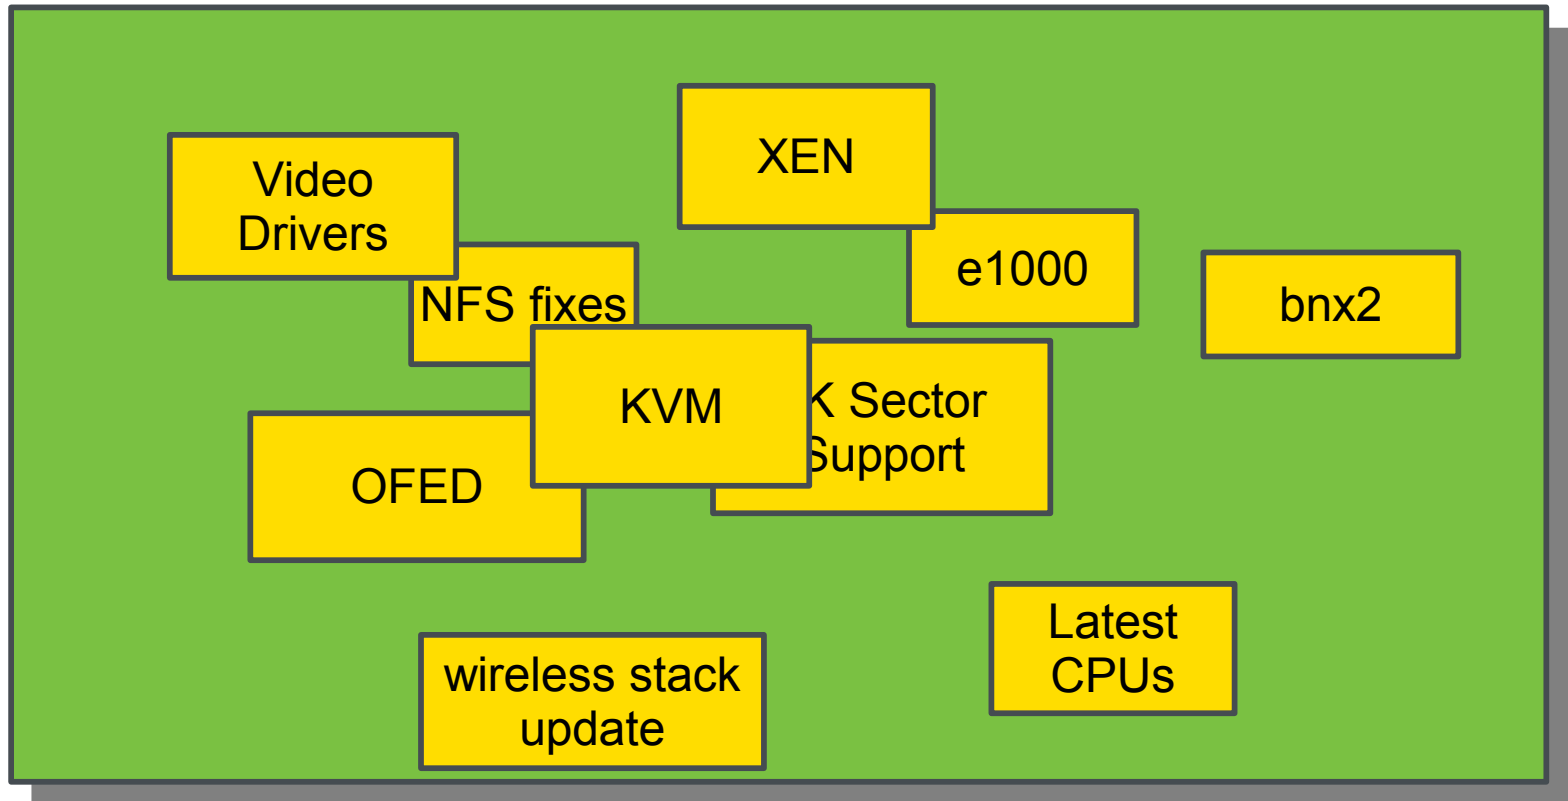 XEN
Video
Drivers
e1000
bnx2
NFS fixes
KVM
K Sector
Support
OFED
Latest
CPUs
wireless stack
update